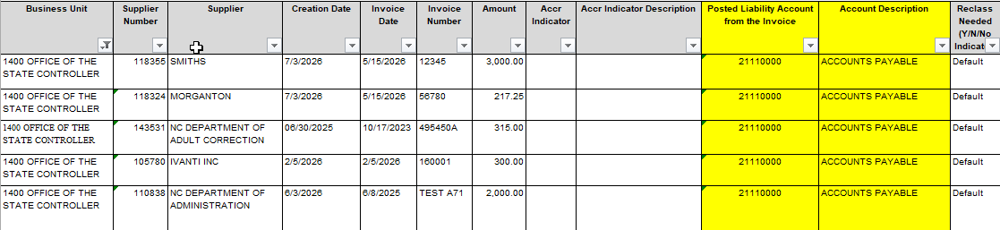 Business Unit Supplier Number Supplier Creation Date Invoice Date Invoice Number Amount Accr Indicator Accr Indicator Description Posted Liability Account from the Invoice Account Description Reclass Needed (Y/N/No
1400 OFFICE OF THE STATE CONTROLLER 118355 SMITHS 7/3/2026 5/15/2026 12345 3,000.00 21110000 ACCOUNTS PAYABLE Default
1400 OFFICE OF THE STATE CONTROLLER 118324 MORGANTON 7/3/2026 5/15/2026 56780 217.25 21110000 ACCOUNTS PAYABLE Default
1400 OFFICE OF THE STATE CONTROLLER 143531 NC DEPARTMENT OF ADULT CORRECTION 06/30/2025 10/17/2023 495450A 315.00 21110000 ACCOUNTS PAYABLE Default
1400 OFFICE OF THE STATE CONTROLLER 105780 IVANTI INC 2/5/2026 2/5/2026 160001 300.00 21110000 ACCOUNTS PAYABLE Default
1400 OFFICE OF THE STATE CONTROLLER 110838 NC DEPARTMENT OF ADMINISTRATION 6/3/2026 6/8/2025 TEST A71 2,000.00 21110000 ACCOUNTS PAYABLE Default